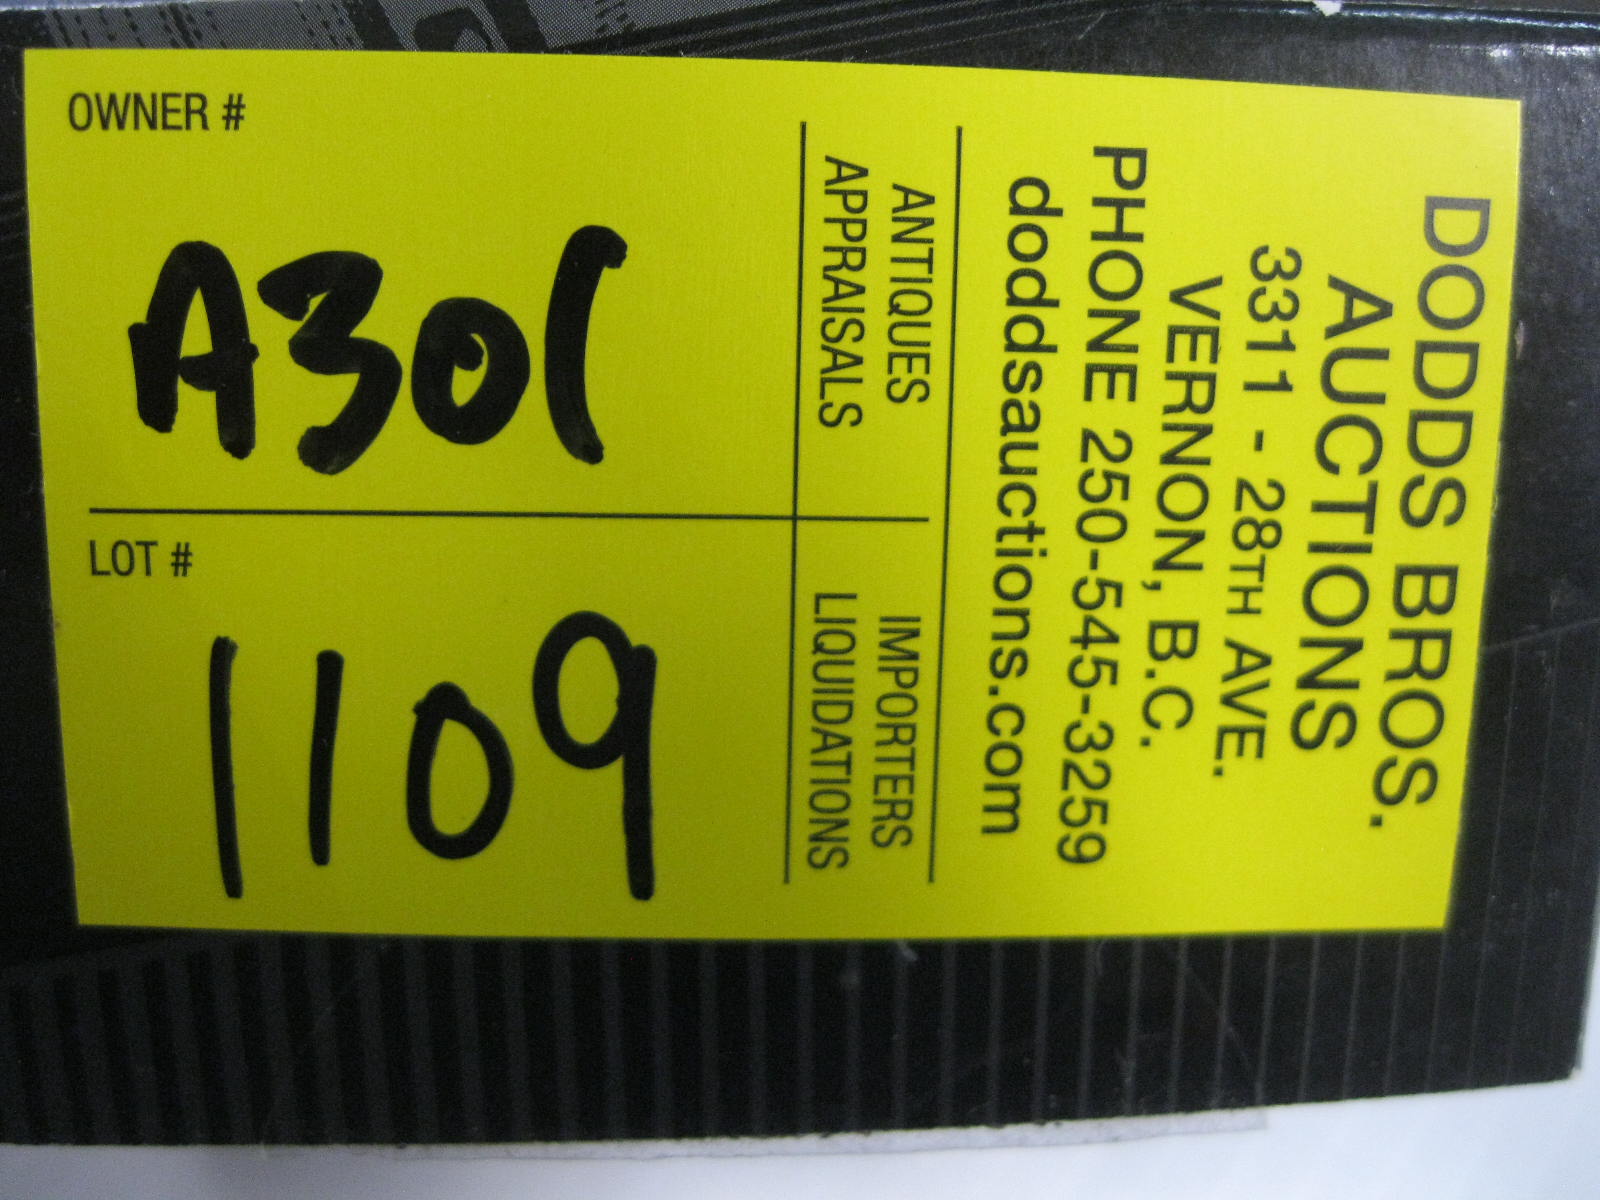 OWNER #
A301
LOT #
1109
ANTIQUES
APPRAISALS
IMPORTERS
LIQUIDATIONS
DODDS BROS.
AUCTIONS
3311 - 28TH AVE.
VERNON, B.C.
PHONE 250-545-3259
doddsauctions.com